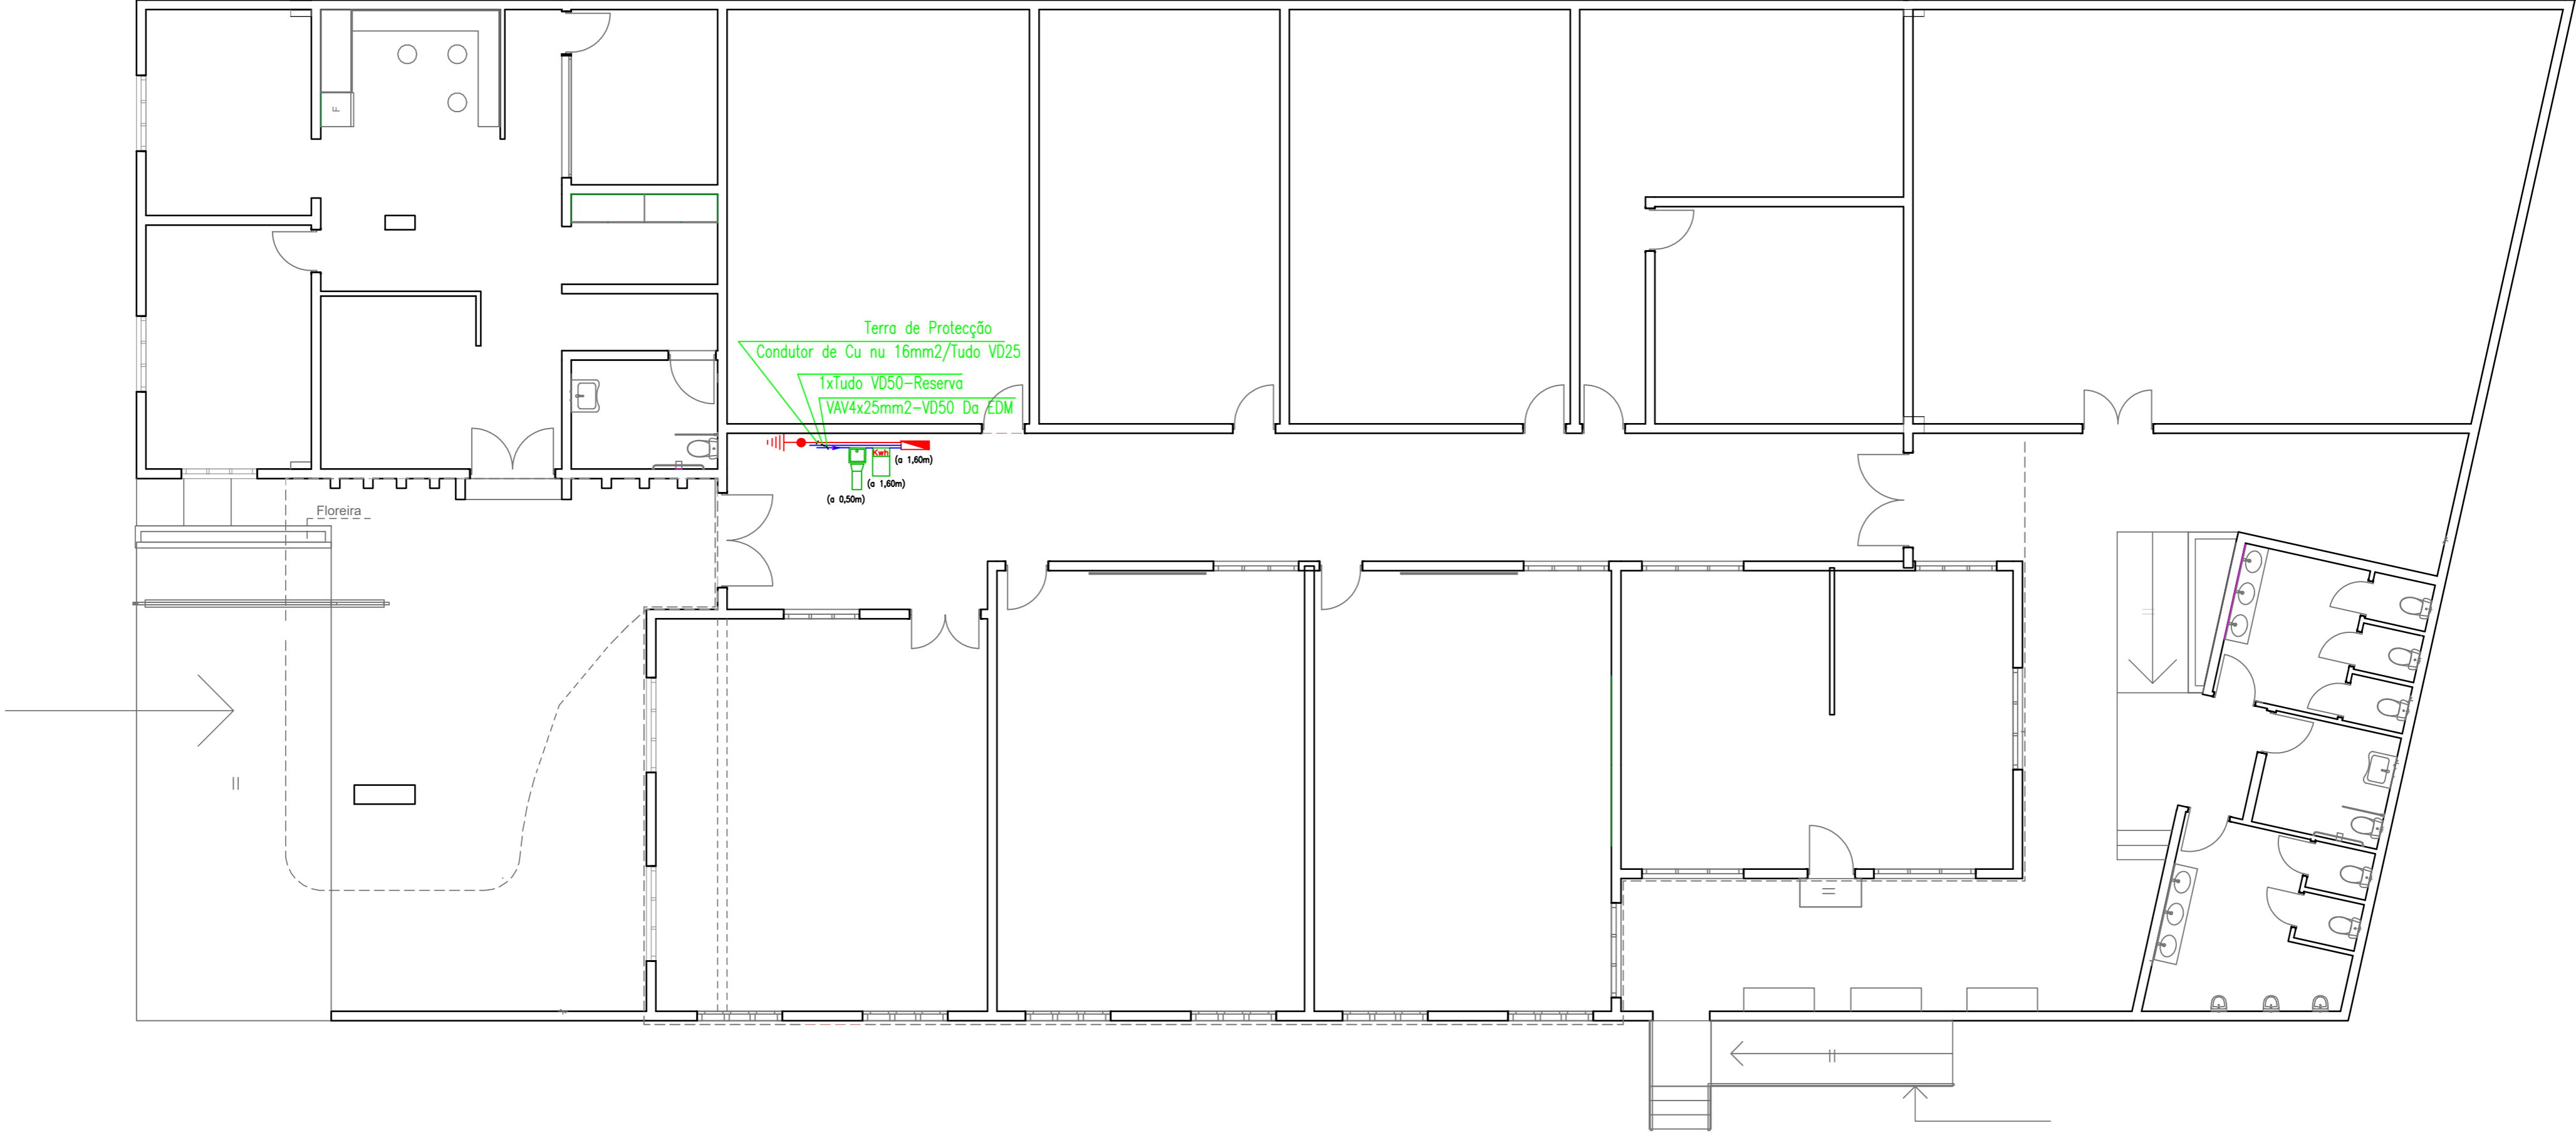 F
Terra de Protecção
Condutor de Cu nu 16mm2/Tudo VD25
1xTudo VD50-Reserva
VAV4x25mm2-VD50 Da EDM
Kwh
(a 1,60m)
(a 1,60m)
(a 0,50m)
Floreira